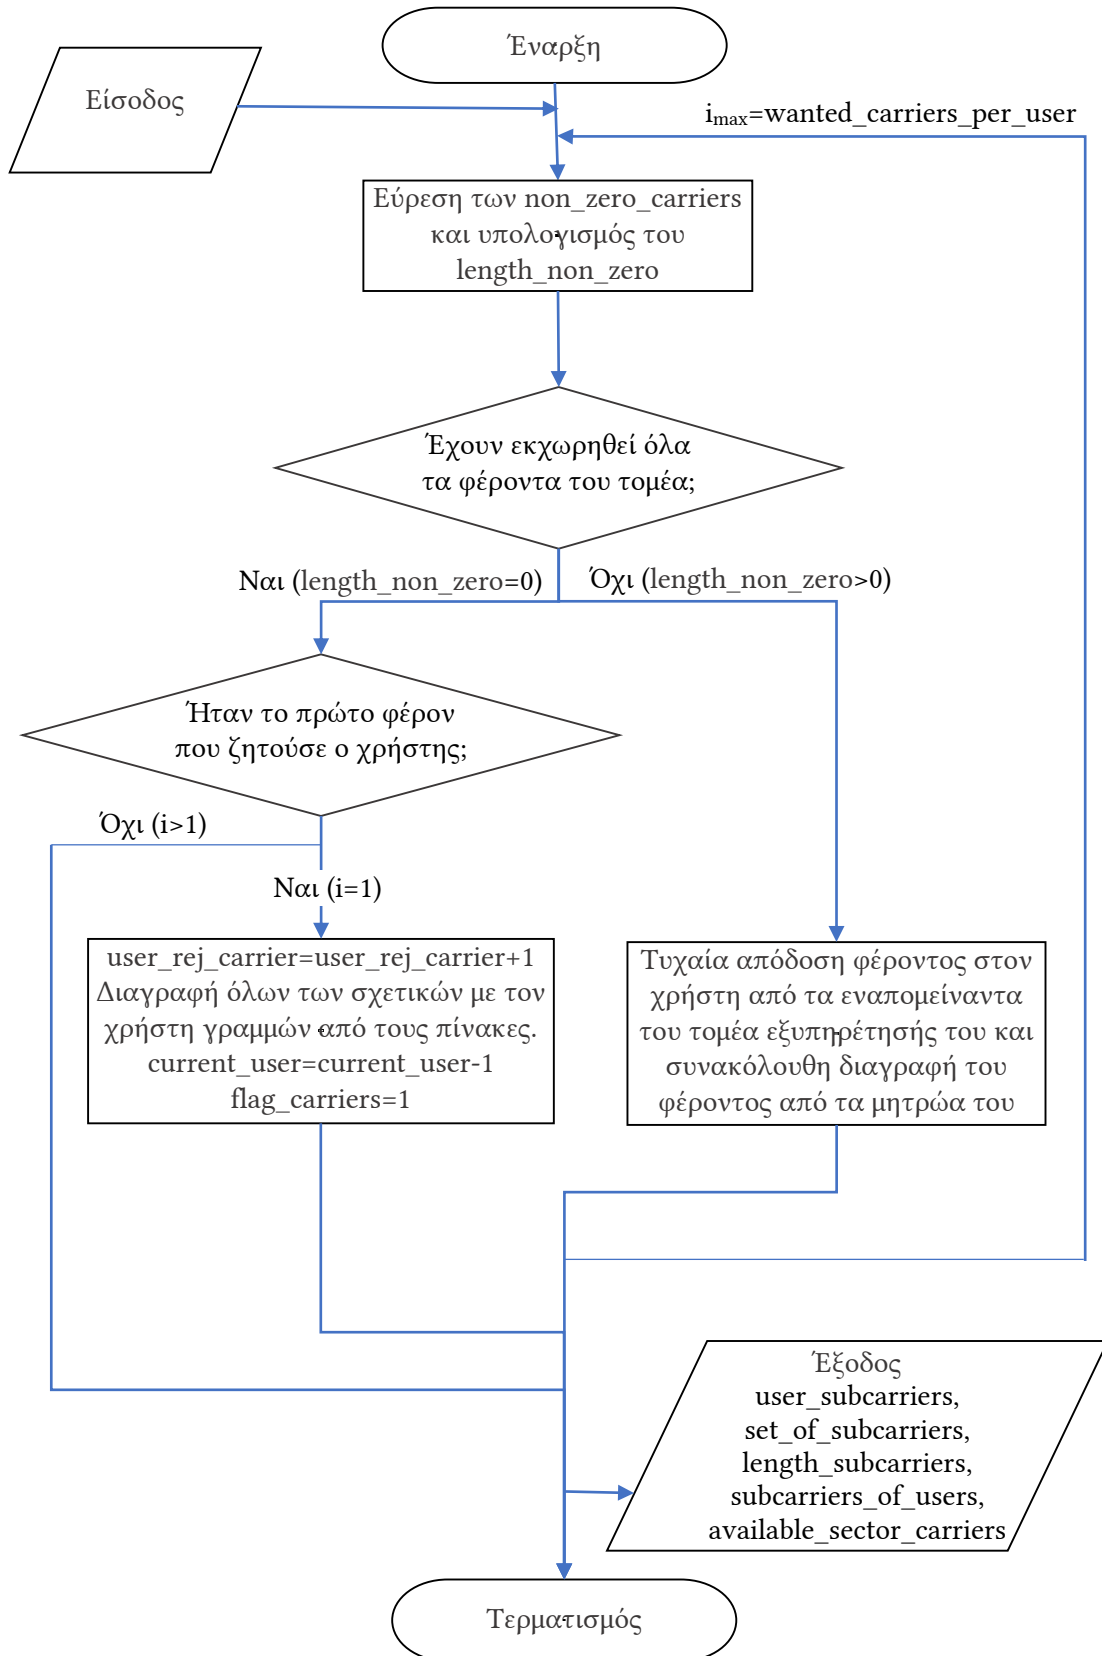 Έναρξη
Είσοδος
imax=wanted_carriers_per_user
Εύρεση των non_zero_carriers
και υπολογισμός του
length_non_zero
Έχουν εκχωρηθεί όλα
τα φέροντα του τομέα;
Ναι (length_non_zero=0)
Όχι (length_non_zero>0)
Ήταν το πρώτο φέρον
που ζητούσε ο χρήστης;
Όχι (i>1)
Ναι (i=1)
user_rej_carrier=user_rej_carrier+1
Διαγραφή όλων των σχετικών με τον
χρήστη γραμμών από τους πίνακες.
current_user=current_user-1
flag_carriers=1
Τυχαία απόδοση φέροντος στον
χρήστη από τα εναπομείναντα
του τομέα εξυπηρέτησής του και
συνακόλουθη διαγραφή του
φέροντος από τα μητρώα του
Έξοδος
user_subcarriers,
set_of_subcarriers,
length_subcarriers,
subcarriers_of_users,
available_sector_carriers
Τερματισμός